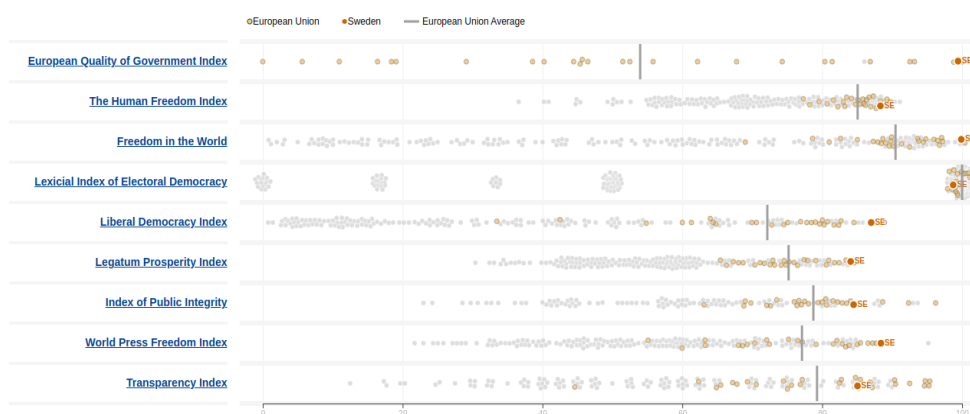 European Union Sweden European Union Average
European Quality of Government Index SE
The Human Freedom Index SE
Freedom in the World SE
Lexicial Index of Electoral Democracy SE
Liberal Democracy Index SE
Legatum Prosperity Index SE
Index of Public Integrity SE
World Press Freedom Index SE
Transparency Index SE
0 20 40 60 80 100